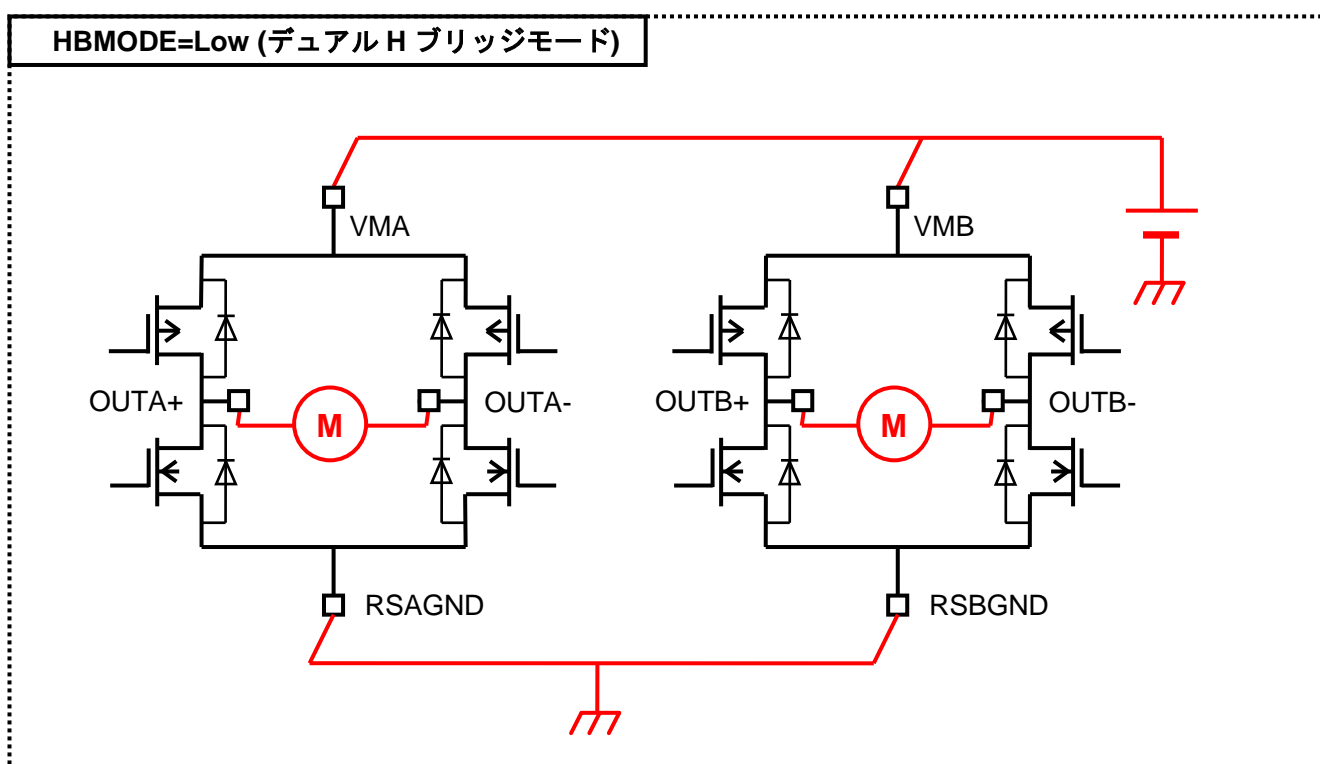 HBMODE=Low (デュアル H ブリッジモード)
VMA
VMB
OUTA+
M
OUTA-
OUTB+
M
OUTB-
RSAGND
RSBGND